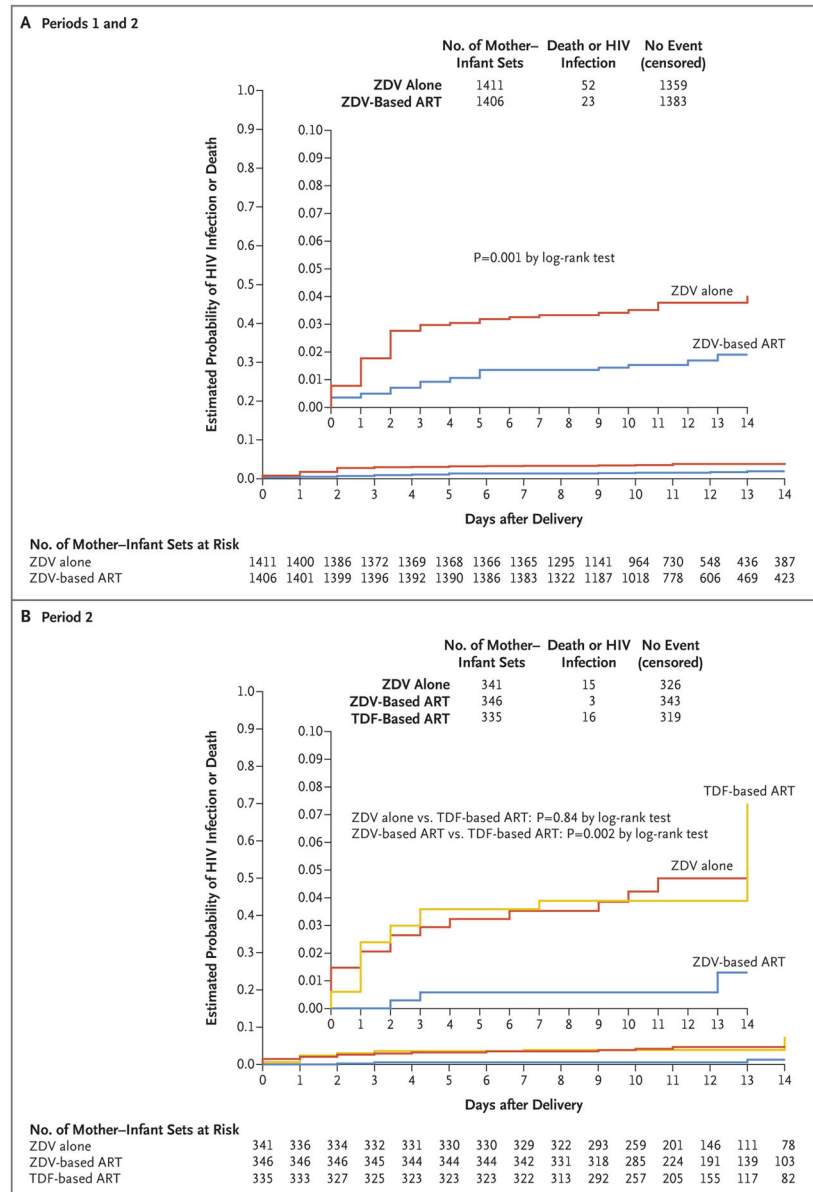 A Periods 1 and 2
No. of Mother– Death or HIV No Event
Infant Sets Infection (censored)
ZDV Alone 1411 52 1359
ZDV-Based ART 1406 23 1383
Estimated Probability of HIV Infection or Death
1.0
0.9
0.8
0.7
0.6
0.5
0.4
0.3
0.2
0.1
0.0
0.10
0.09
0.08
0.07
0.06
0.05
0.04
0.03
0.02
0.01
0.00
P=0.001 by log-rank test
ZDV alone
ZDV-based ART
0 1 2 3 4 5 6 7 8 9 10 11 12 13 14
0 1 2 3 4 5 6 7 8 9 10 11 12 13 14
Days after Delivery
No. of Mother–Infant Sets at Risk
ZDV alone 1411 1400 1386 1372 1369 1368 1366 1365 1295 1141 964 730 548 436 387
ZDV-based ART 1406 1401 1399 1396 1392 1390 1386 1383 1322 1187 1018 778 606 469 423
B Period 2
No. of Mother– Death or HIV No Event
Infant Sets Infection (censored)
ZDV Alone 341 15 326
ZDV-Based ART 346 3 343
TDF-Based ART 335 16 319
Estimated Probability of HIV Infection or Death
1.0
0.9
0.8
0.7
0.6
0.5
0.4
0.3
0.2
0.1
0.0
0.10
0.09
0.08
0.07
0.06
0.05
0.04
0.03
0.02
0.01
0.00
TDF-based ART
ZDV alone vs. TDF-based ART: P=0.84 by log-rank test
ZDV-based ART vs. TDF-based ART: P=0.002 by log-rank test
ZDV alone
ZDV-based ART
0 1 2 3 4 5 6 7 8 9 10 11 12 13 14
0 1 2 3 4 5 6 7 8 9 10 11 12 13 14
Days after Delivery
No. of Mother–Infant Sets at Risk
ZDV alone 341 336 334 332 331 330 330 329 322 293 259 201 146 111 78
ZDV-based ART 346 346 346 345 344 344 344 342 331 318 285 224 191 139 103
TDF-based ART 335 333 327 325 323 323 323 322 313 292 257 205 155 117 82